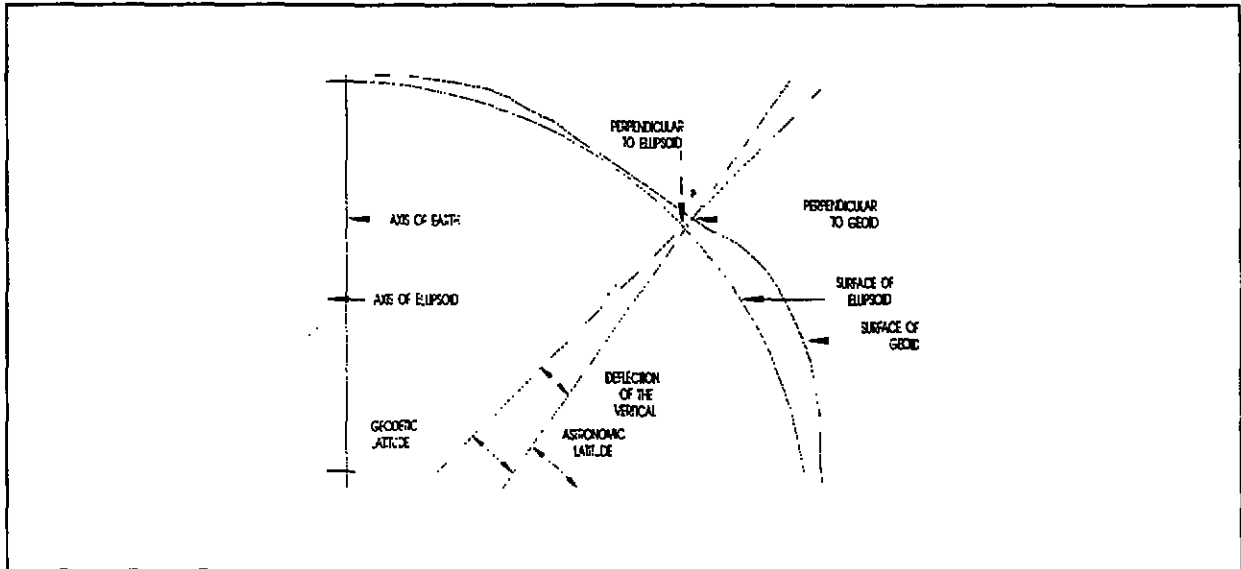 PERPENDICULAR
TO ELLIPSOID
P
AXIS OF EARTH
PERPENDICULAR
TO GEOID
AXIS OF ELLIPSOID
SURFACE OF
ELLIPSOID
SURFACE OF
GEOID
DEFLECTION
OF THE
VERTICAL
GEODETIC
LATITUDE
ASTRONOMIC
LATITUDE